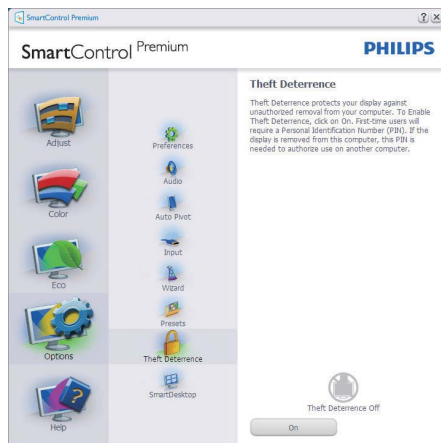 SmartControl Premium
? X
SmartControl Premium
PHILIPS
Adjust
Color
Eco
Options
Help
Preferences
Audio
Auto Pivot
Input
Wizard
Presets
Theft Deterrence
SmartDesktop
Theft Deterrence
Theft Deterrence protects your display against
unauthorized removal from your computer. To Enable
Theft Deterrence, click on On. First-time users will
require a Personal Identification Number (PIN). If the
display is removed from this computer, this PIN is
needed to authorize use on another computer.
Theft Deterrence Off
On